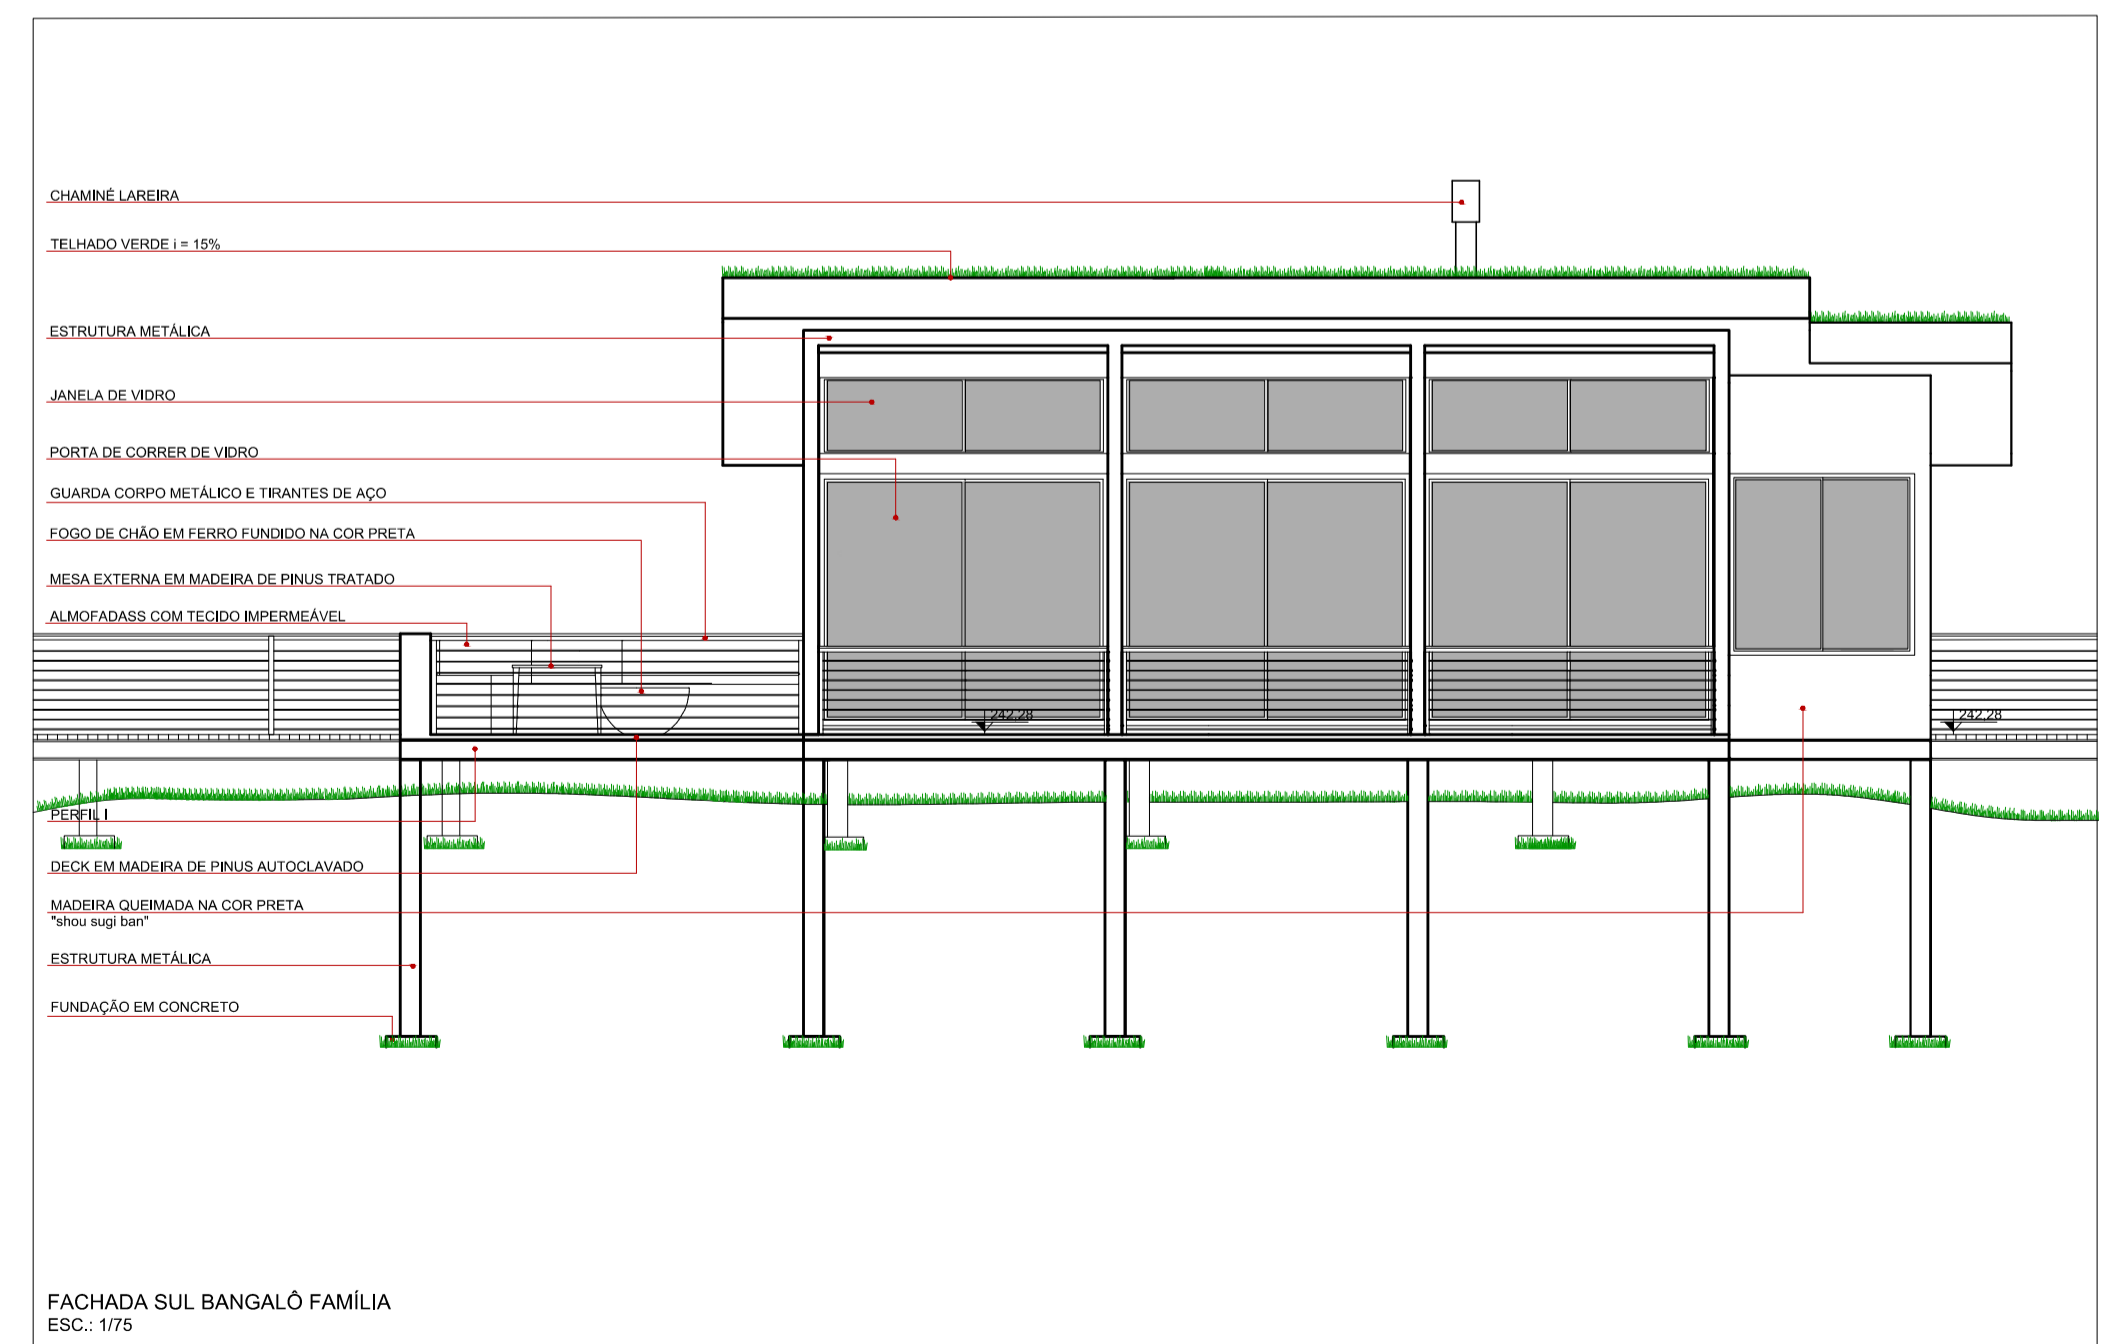 CHAMINÉ LAREIRA
TELHADO VERDE i = 15%
ESTRUTURA METÁLICA
JANELA DE VIDRO
PORTA DE CORRER DE VIDRO
GUARDA CORPO METÁLICO E TIRANTES DE AÇO
FOGO DE CHÃO EM FERRO FUNDIDO NA COR PRETA
MESA EXTERNA EM MADEIRA DE PINUS TRATADO
ALMOFADASS COM TECIDO IMPERMEÁVEL
242,28
242,28
PERFIL I
DECK EM MADEIRA DE PINUS AUTOCLAVADO
MADEIRA QUEIMADA NA COR PRETA
"shou sugi ban"
ESTRUTURA METÁLICA
FUNDAÇÃO EM CONCRETO
FACHADA SUL BANGALÔ FAMÍLIA
ESC.: 1/75